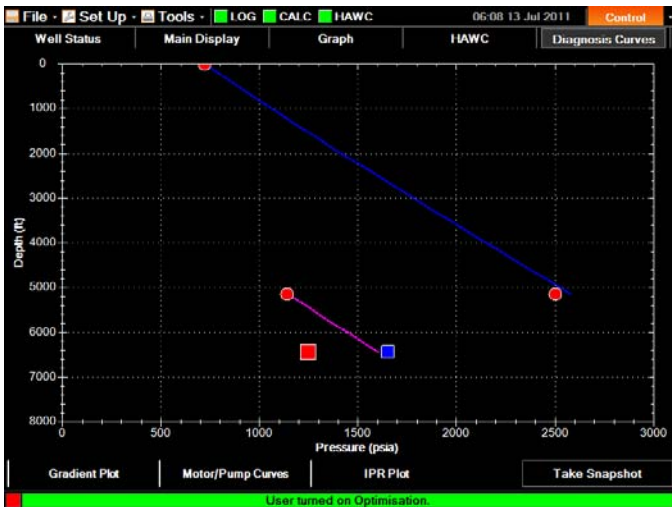 File · Set Up · Tools · LOG CALC HAWC 06:08 13 Jul 2011 Control
Well Status Main Display Graph HAWC Diagnosis Curves
0
1000
2000
3000
4000
5000
6000
7000
8000
Depth (ft)
0 500 1000 1500 2000 2500 3000
Pressure (psia)
Gradient Plot Motor/Pump Curves IPR Plot Take Snapshot
User turned on Optimisation.